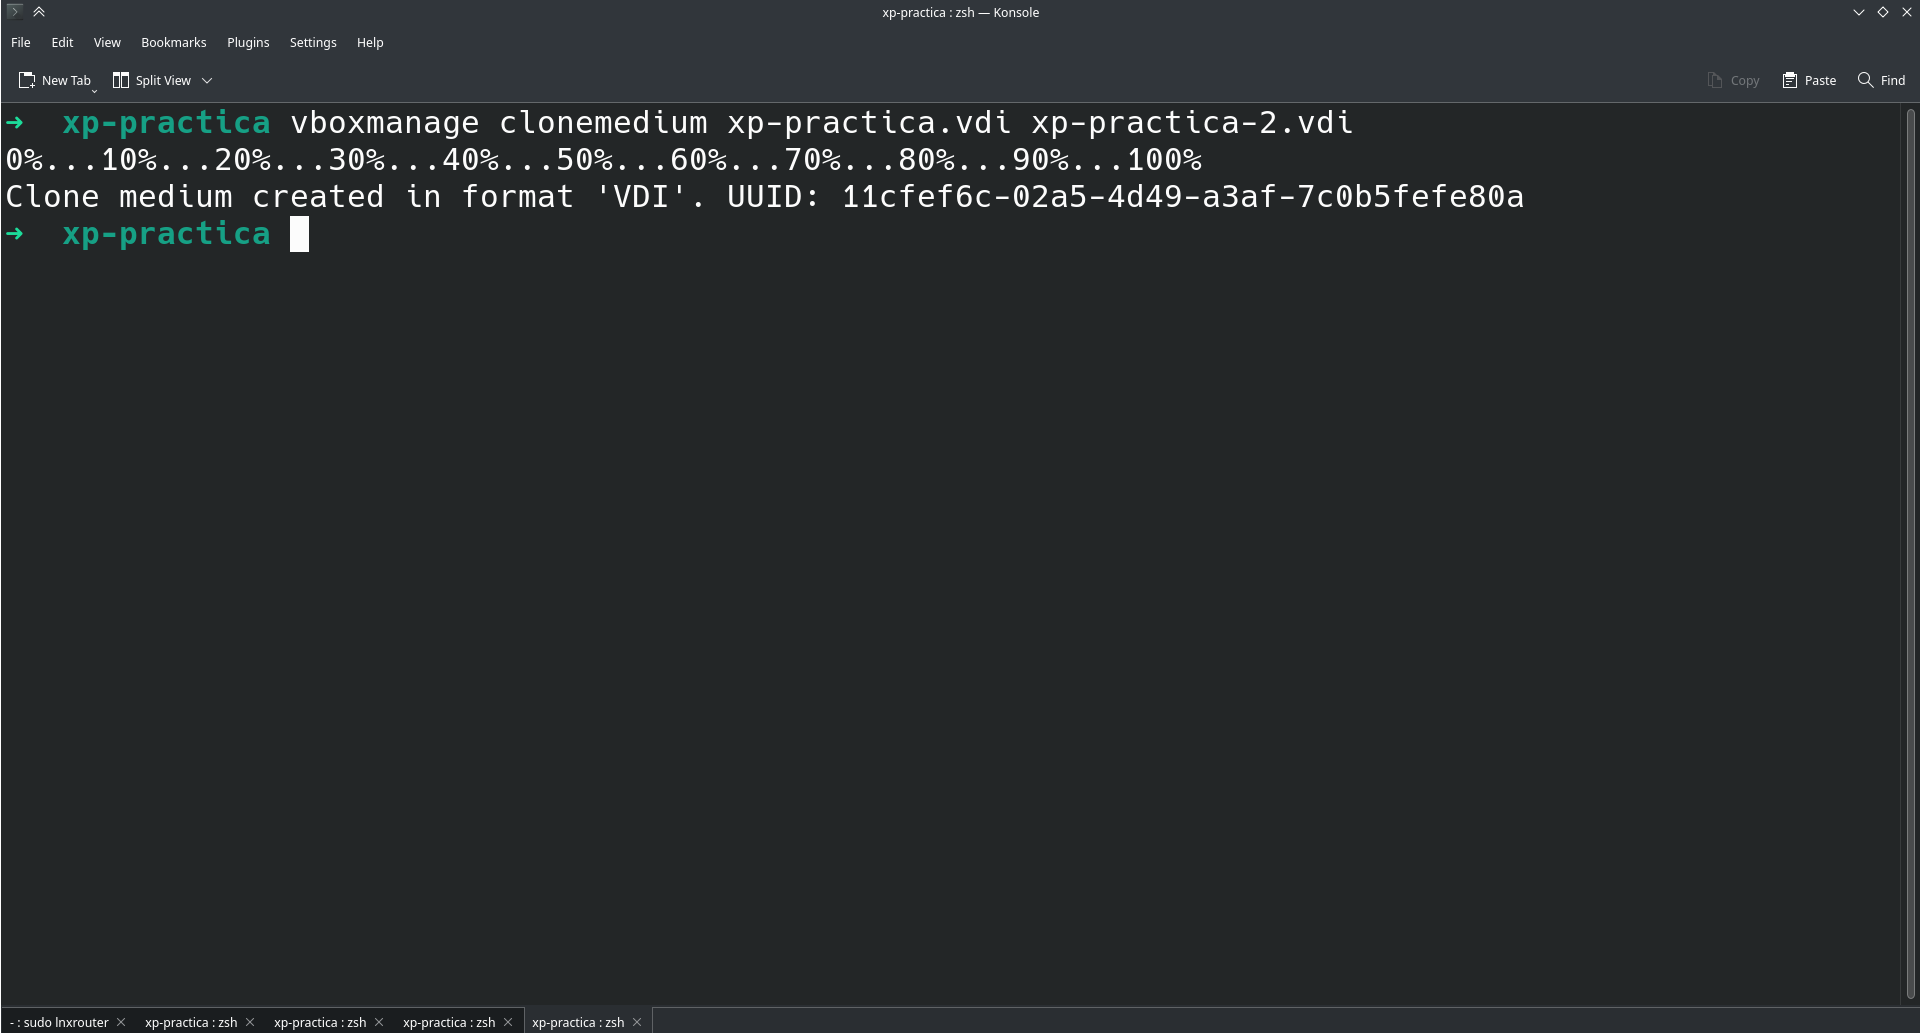 xp-practica : zsh — Konsole
File Edit View Bookmarks Plugins Settings Help
New Tab Split View Copy Paste Find
➜ xp-practica vboxmanage clonemedium xp-practica.vdi xp-practica-2.vdi
0%...10%...20%...30%...40%...50%...60%...70%...80%...90%...100%
Clone medium created in format 'VDI'. UUID: 11cfef6c-02a5-4d49-a3af-7c0b5fefe80a
➜ xp-practica
- : sudo lnxrouter xp-practica : zsh xp-practica : zsh xp-practica : zsh xp-practica : zsh